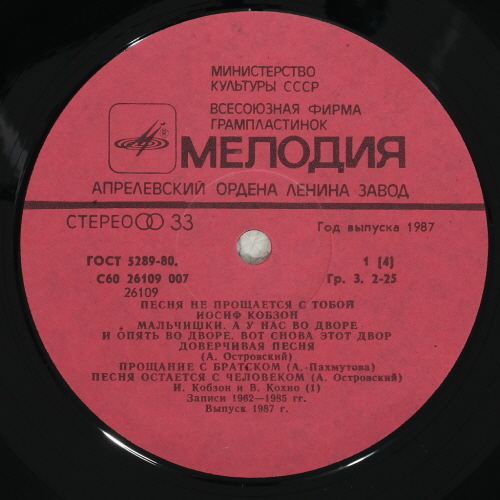 МИНИСТЕРСТВО
КУЛЬТУРЫ СССР
ВСЕСОЮЗНАЯ ФИРМА
ГРАМПЛАСТИНОК
МЕЛОДИЯ
АПРЕЛЕВСКИЙ ОРДЕНА ЛЕНИНА ЗАВОД
СТЕРЕО 33
Год выпуска 1987
ГОСТ 5289-80.
1 [4]
С60 26109 007
Гр. 3. 2-25
26109
ПЕСНЯ НЕ ПРОЩАЕТСЯ С ТОБОЙ
ИОСИФ КОБЗОН
МАЛЬЧИШКИ. А У НАС ВО ДВОРЕ
И ОПЯТЬ ВО ДВОРЕ. ВОТ СНОВА ЭТОТ ДВОР
ДОВЕРЧИВАЯ ПЕСНЯ
(А. Островский)
ПРОЩАНИЕ С БРАТСКОМ (А. Пахмутова)
ПЕСНЯ ОСТАЕТСЯ С ЧЕЛОВЕКОМ (А. Островский)
И. Кобзон и В. Кохно (1)
Записи 1962—1985 гг.
Выпуск 1987 г.